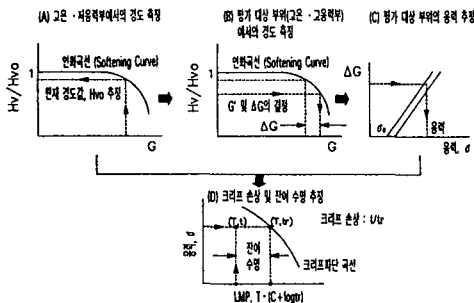 (A) 고온 · 저응력부에서의 경도 측정
(B) 평가 대상 부위(고온 · 고응력부)
에서의 경도 측정
(C) 평가 대상 부위의 응력 추정
연화곡선 (Softening Curve)
1
Hv/Hvo
현재 경도값, Hvo 추정
G
연화곡선 (Softening Curve)
1
Hv/Hvo
G' 및 ΔG의 결정
ΔG
G
ΔG
응력
응력, σ
(D) 크리프 손상 및 잔여 수명 추정
(T,t)
(T,tr)
크리프 손상 : t/tr
응력, σ
잔여
수명
크리프파단 곡선
LMP, T · (C+logtr)